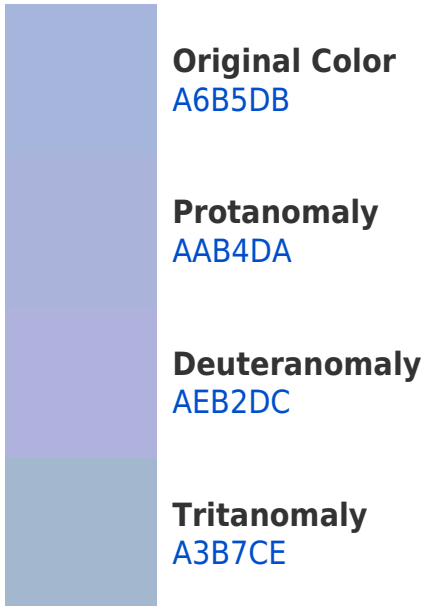 Original Color
A6B5DB
Protanomaly
AAB4DA
Deuteranomaly
AEB2DC
Tritanomaly
A3B7CE